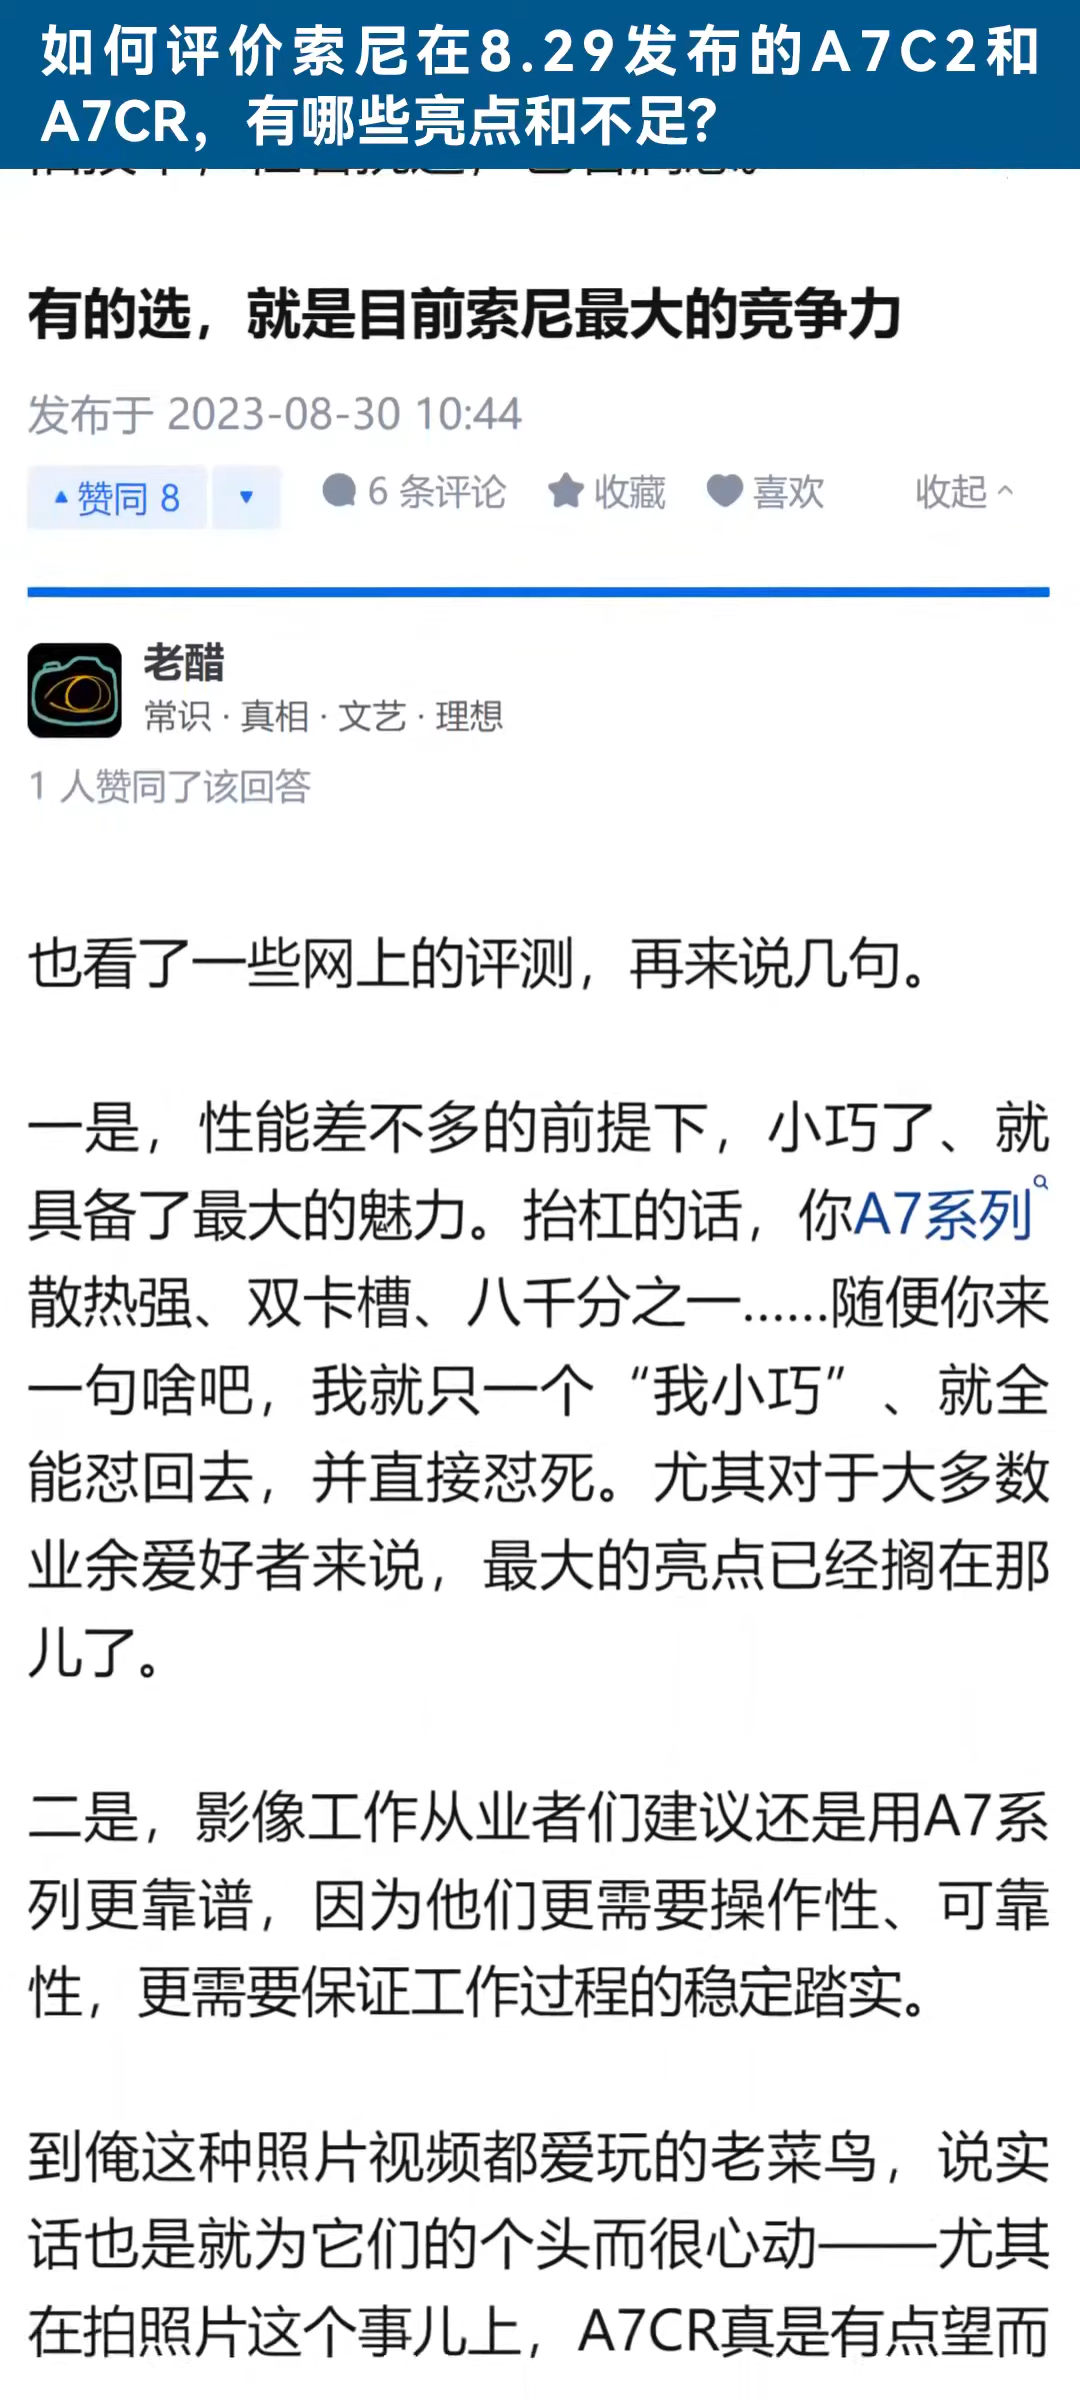 如何评价索尼在8.29发布的A7C2和
A7CR，有哪些亮点和不足？
有的选，就是目前索尼最大的竞争力
发布于 2023-08-30 10:44
赞同 8
6 条评论
收藏
喜欢
收起
老醋
常识 · 真相 · 文艺 · 理想
1 人赞同了该回答
也看了一些网上的评测，再来说几句。
一是，性能差不多的前提下，小巧了、就
具备了最大的魅力。抬杠的话，你A7系列
散热强、双卡槽、八千分之一……随便你来
一句啥吧，我就只一个“我小巧”、就全
能怼回去，并直接怼死。尤其对于大多数
业余爱好者来说，最大的亮点已经搁在那
儿了。
二是，影像工作从业者们建议还是用A7系
列更靠谱，因为他们更需要操作性、可靠
性，更需要保证工作过程的稳定踏实。
到俺这种照片视频都爱玩的老菜鸟，说实
话也是就为它们的个头而很心动——尤其
在拍照片这个事儿上，A7CR真是有点望而